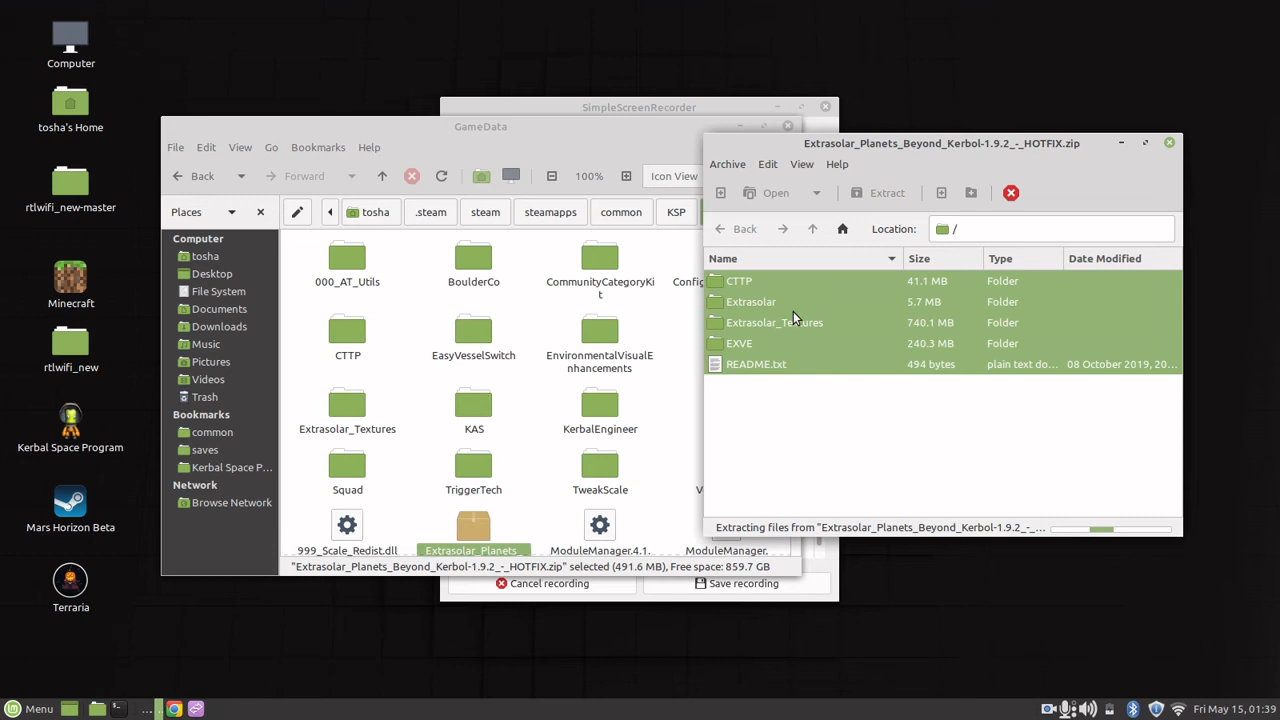 Computer
tosha's Home
rtlwifi_new-master
Minecraft
rtlwifi_new
Kerbal Space Program
Mars Horizon Beta
Terraria
SimpleScreenRecorder
Cancel recording
Save recording
GameData
File Edit View Go Bookmarks Help
Back Forward 100% Icon View
Places tosha .steam steam steamapps common KSP
Computer
tosha
Desktop
File System
Documents
Downloads
Music
Pictures
Videos
Trash
Bookmarks
common
saves
Kerbal Space P...
Network
Browse Network
000_AT_Utils BoulderCo CommunityCategoryKi
t
CTTP EasyVesselSwitch EnvironmentalVisualE
nhancements
Extrasolar_Textures KAS KerbalEngineer
Squad TriggerTech TweakScale
999_Scale_Redist.dll Extrasolar_Planets_ ModuleManager.4.1. ModuleManager.
"Extrasolar_Planets_Beyond_Kerbol-1.9.2_-_HOTFIX.zip" selected (491.6 MB), Free space: 859.7 GB
Extrasolar_Planets_Beyond_Kerbol-1.9.2_-_HOTFIX.zip
Archive Edit View Help
Open Extract
Back Location: /
Name Size Type Date Modified
CTTP 41.1 MB Folder
Extrasolar 5.7 MB Folder
Extrasolar_Textures 740.1 MB Folder
EXVE 240.3 MB Folder
README.txt 494 bytes plain text do... 08 October 2019, 20...
Extracting files from "Extrasolar_Planets_Beyond_Kerbol-1.9.2_-_...
Menu ... Fri May 15, 01:39